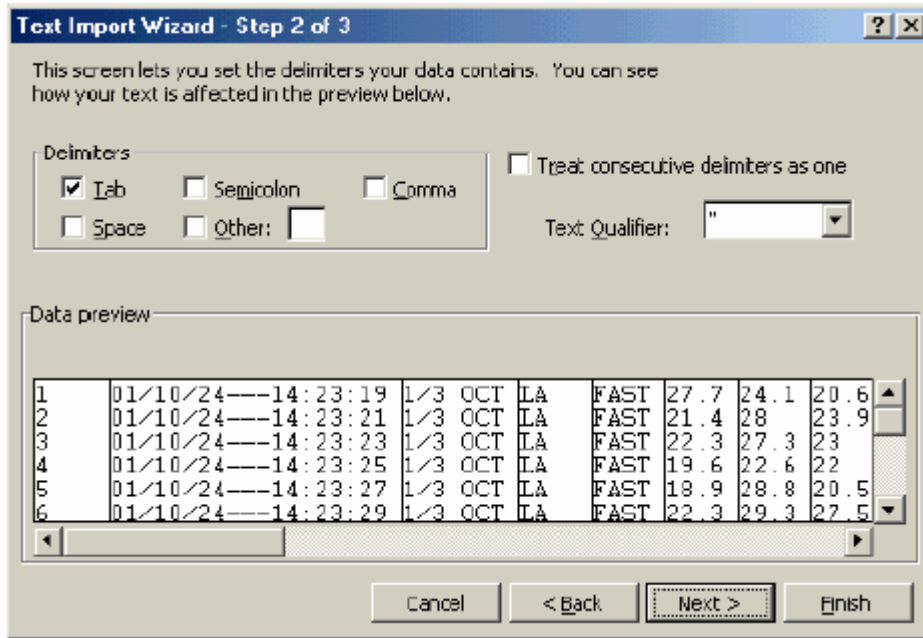 Text Import Wizard - Step 2 of 3
This screen lets you set the delimiters your data contains. You can see
how your text is affected in the preview below.
Delimiters
Tab Semicolon Comma
Space Other:
Treat consecutive delimiters as one
Text Qualifier: "
Data preview
1 01/10/24---14:23:19 1/3 OCT LA FAST 27.7 24.1 20.6
2 01/10/24---14:23:21 1/3 OCT LA FAST 21.4 28 23.9
3 01/10/24---14:23:23 1/3 OCT LA FAST 22.3 27.3 23
4 01/10/24---14:23:25 1/3 OCT LA FAST 19.6 22.6 22
5 01/10/24---14:23:27 1/3 OCT LA FAST 18.9 28.8 20.5
6 01/10/24---14:23:29 1/3 OCT LA FAST 22.3 29.3 27.5
Cancel < Back Next > Finish